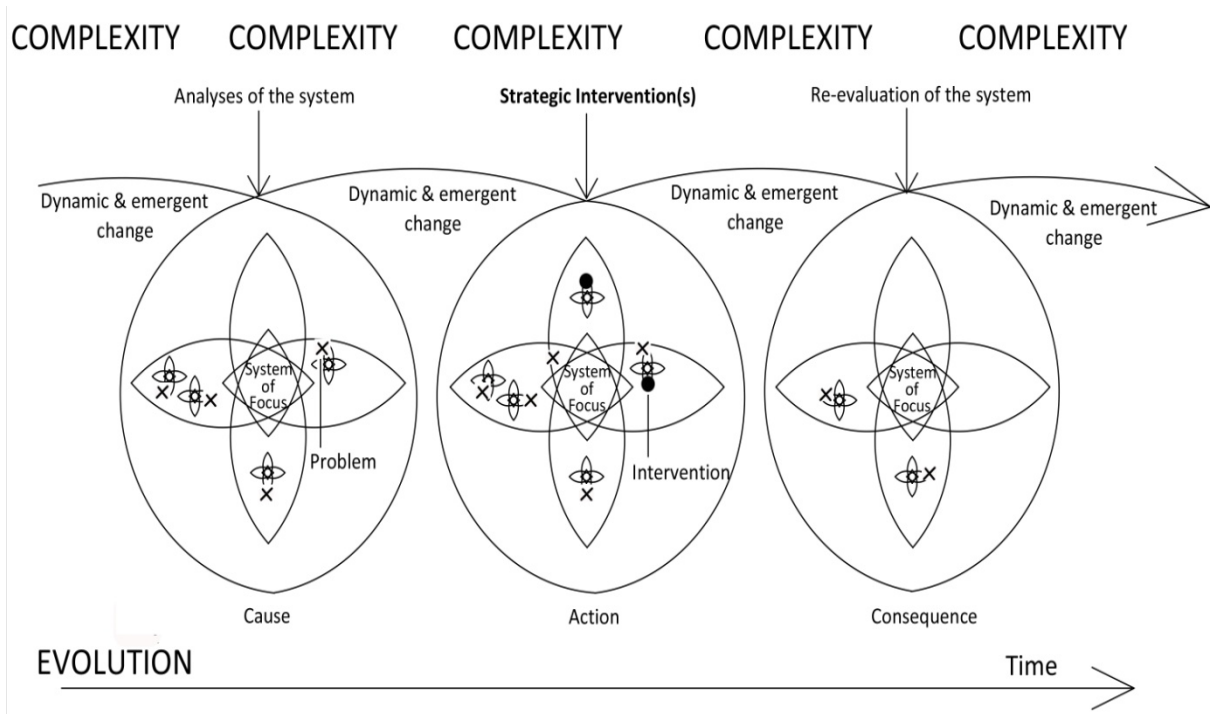 COMPLEXITY COMPLEXITY COMPLEXITY COMPLEXITY COMPLEXITY
Analyses of the system
Strategic Intervention(s)
Re-evaluation of the system
Dynamic & emergent
change
Dynamic & emergent
change
Dynamic & emergent
change
Dynamic & emergent
change
System
of
Focus
Problem
System
of
Focus
Intervention
System
of
Focus
Cause
Action
Consequence
EVOLUTION
Time